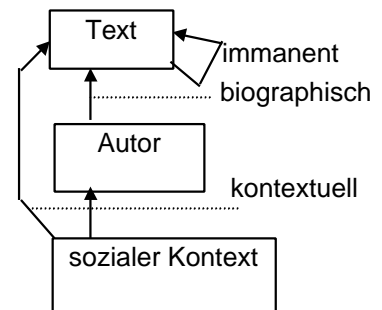 Text
immanent
biographisch
Autor
kontextuell
sozialer Kontext